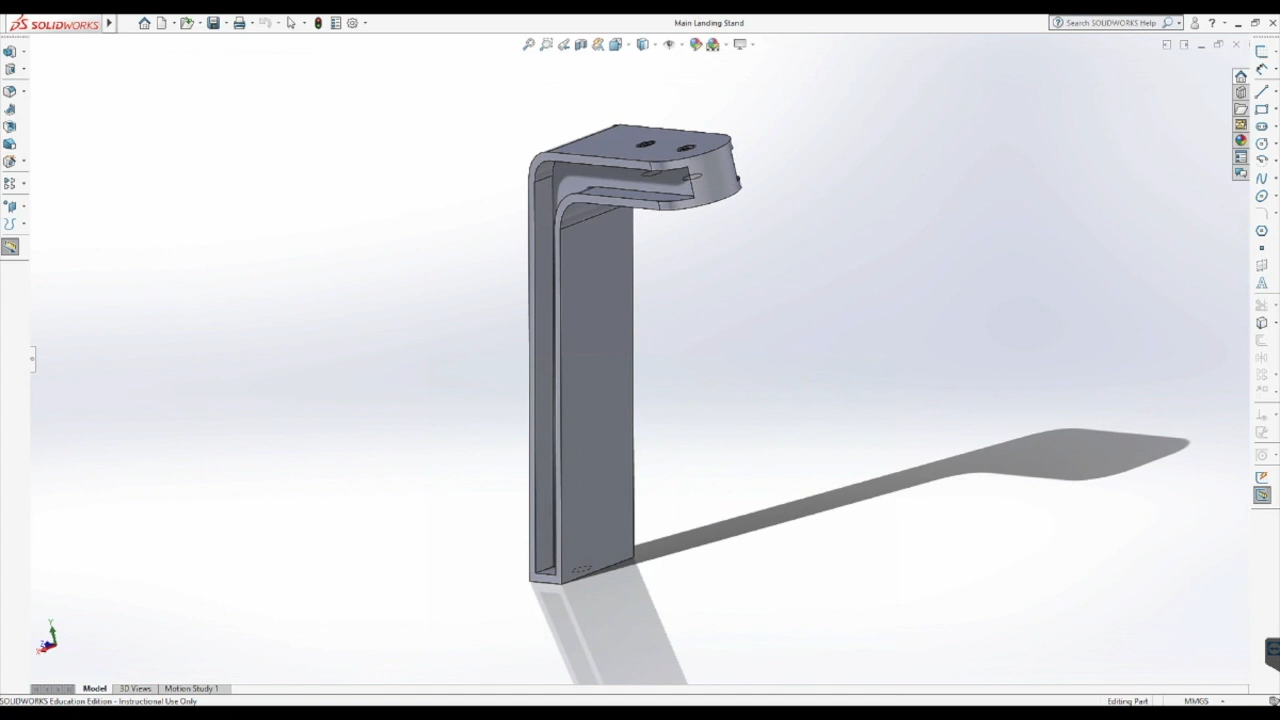 SOLIDWORKS
Main Landing Stand
Search SOLIDWORKS Help
Y
X
Model
3D Views
Motion Study 1
SOLIDWORKS Education Edition - Instructional Use Only
Editing Part
MMGS